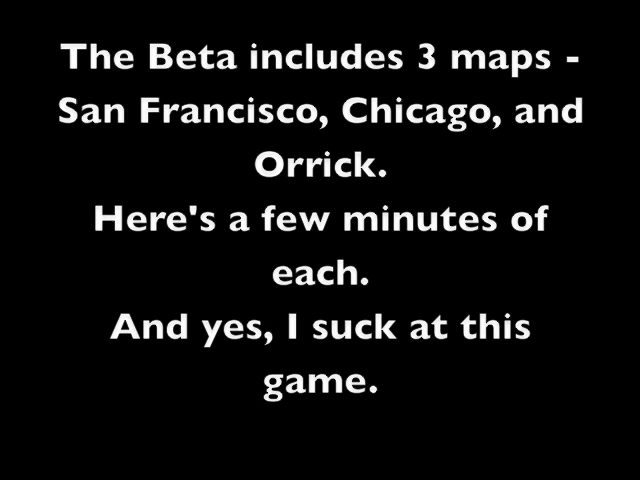 The Beta includes 3 maps -
San Francisco, Chicago, and
Orrick.
Here's a few minutes of
each.
And yes, I suck at this
game.